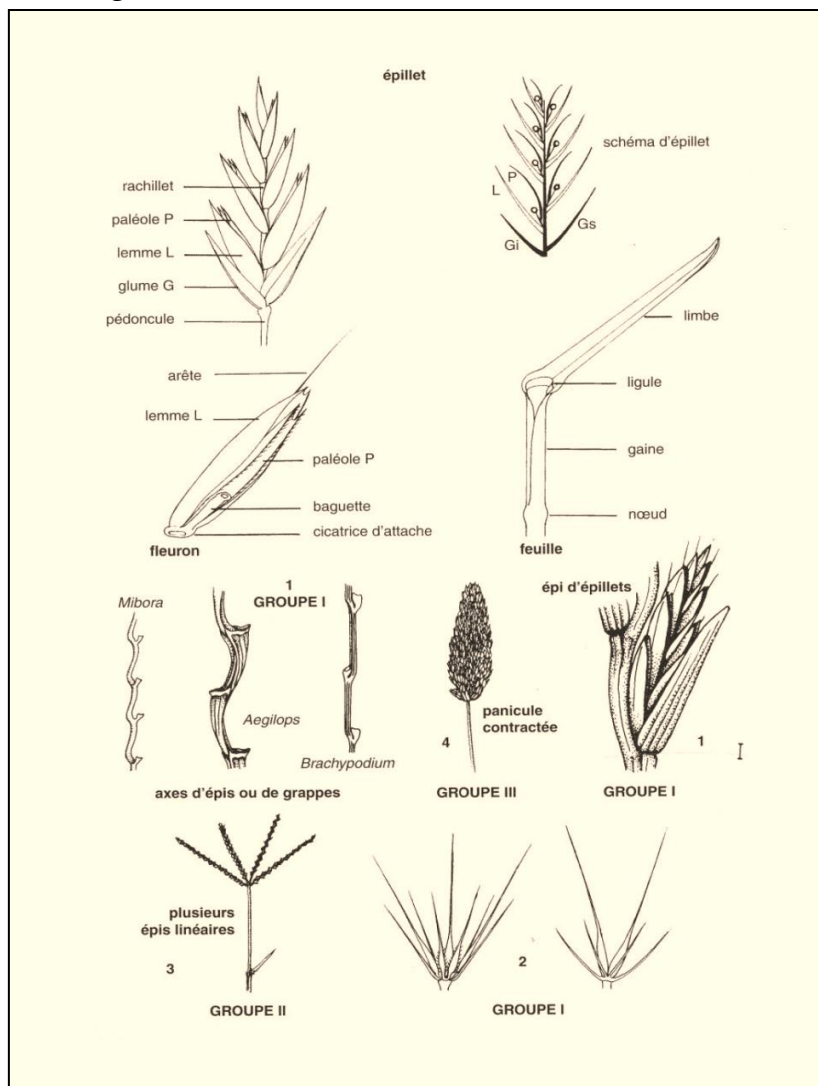 épillet
rachillet
paléole P
lemme L
glume G
pédoncule
schéma d'épillet
P
L
Gs
Gi
limbe
ligule
gaine
nœud
feuille
arête
lemme L
paléole P
baguette
cicatrice d'attache
fleuron
1
GROUPE I
Mibora
Aegilops
Brachypodium
axes d'épis ou de grappes
panicule
contractée
4
GROUPE III
épi d'épillets
1
I
GROUPE I
plusieurs
épis linéaires
3
GROUPE II
2
GROUPE I